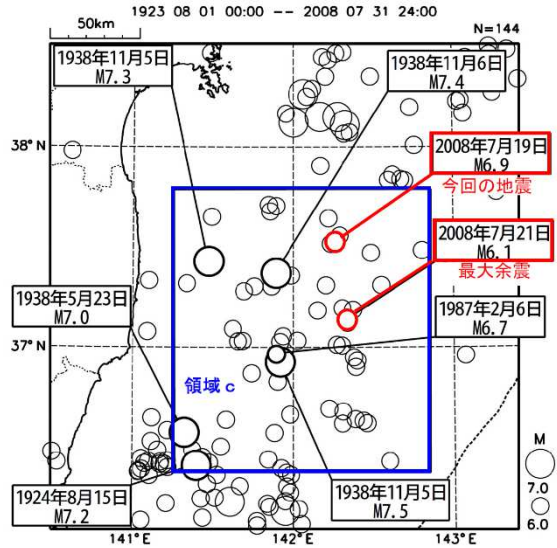 1923 08 01 00:00 -- 2008 07 31 24:00
50km
N=144
1938年11月5日
M7.3
1938年11月6日
M7.4
38°N
2008年7月19日
M6.9
今回の地震
2008年7月21日
M6.1
最大余震
1938年5月23日
M7.0
1987年2月6日
M6.7
37°N
領域c
M
7.0
6.0
1924年8月15日
M7.2
1938年11月5日
M7.5
141°E
142°E
143°E